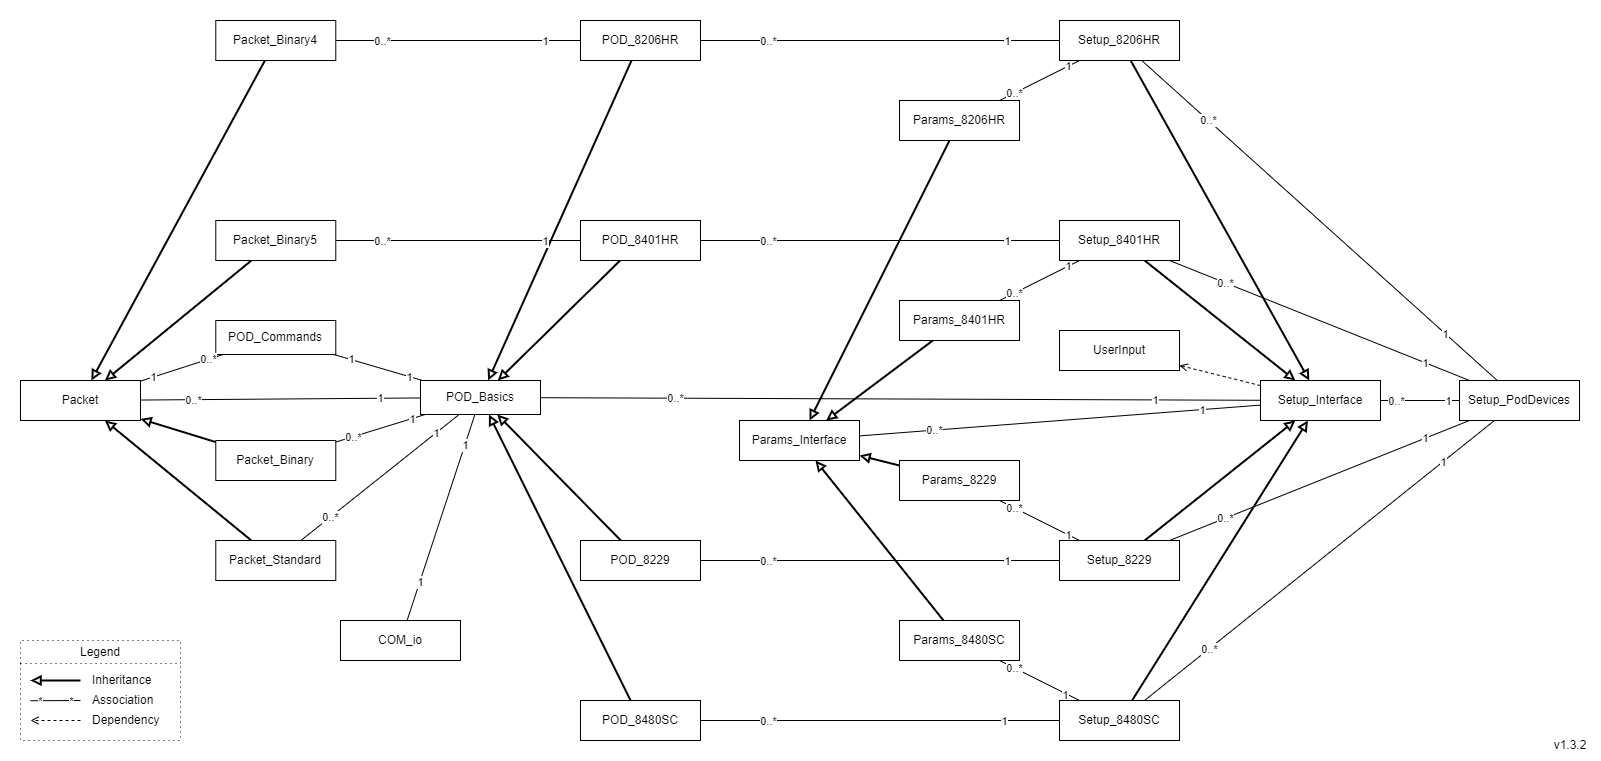 Packet_Binary4 0..* 1 POD_8206HR 0..* 1 Setup_8206HR
1
0..*
Params_8206HR 0..*
Packet_Binary5 0..* 1 POD_8401HR 0..* 1 Setup_8401HR
1
0..*
0..*
Params_8401HR
POD_Commands 1
UserInput
0..* 1 1
1 1
Packet 0..* 1 POD_Basics 0..* 1 Setup_Interface 0..* 1 Setup_PodDevices
1
0..* 1
1 0..* 1
Params_Interface
1 1
Packet_Binary 1
Params_8229
0..*
0..* 0..*
1
Packet_Standard POD_8229 0..* 1 Setup_8229
1
COM_io Params_8480SC
0..*
0..*
1
POD_8480SC 0..* 1 Setup_8480SC
Legend
Inheritance
* * Association
Dependency
v1.3.2